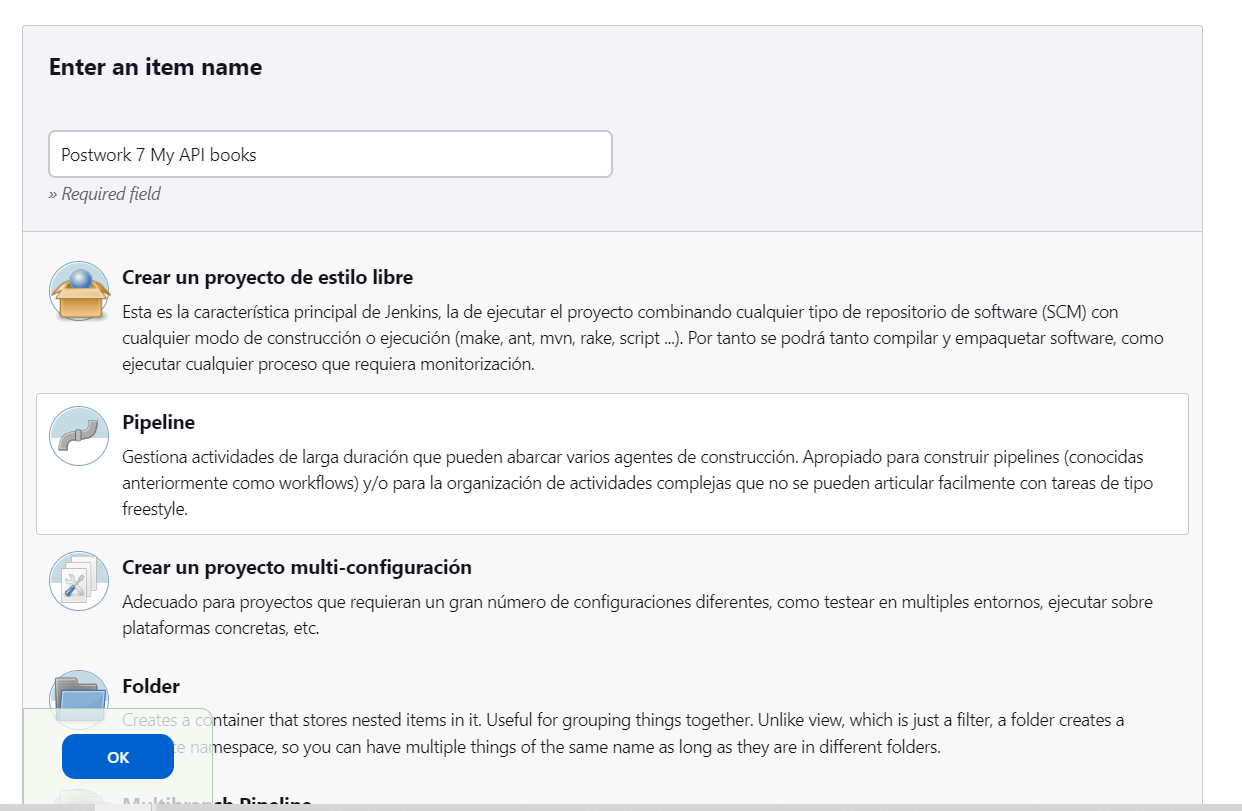 Enter an item name
Postwork 7 My API books
» Required field
Crear un proyecto de estilo libre
Esta es la característica principal de Jenkins, la de ejecutar el proyecto combinando cualquier tipo de repositorio de software (SCM) con
cualquier modo de construcción o ejecución (make, ant, mvn, rake, script ...). Por tanto se podrá tanto compilar y empaquetar software, como
ejecutar cualquier proceso que requiera monitorización.
Pipeline
Gestiona actividades de larga duración que pueden abarcar varios agentes de construcción. Apropiado para construir pipelines (conocidas
anteriormente como workflows) y/o para la organización de actividades complejas que no se pueden articular facilmente con tareas de tipo
freestyle.
Crear un proyecto multi-configuración
Adecuado para proyectos que requieran un gran número de configuraciones diferentes, como testear en multiples entornos, ejecutar sobre
plataformas concretas, etc.
Folder
Creates a container that stores nested items in it. Useful for grouping things together. Unlike view, which is just a filter, a folder creates a
namespace, so you can have multiple things of the same name as long as they are in different folders.
OK
Multibranch Pipeline